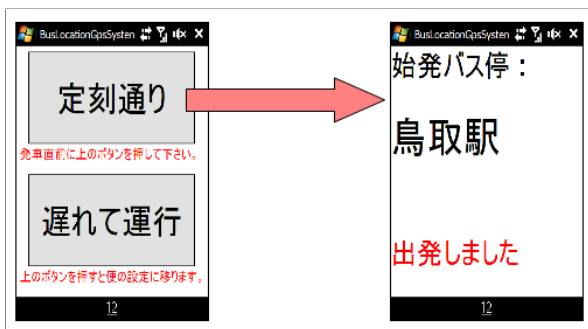 BusLocationGpsSysten
定刻通り
発車直前に上のボタンを押して下さい。
遅れて運行
上のボタンを押すと便の設定に移ります。
12
BusLocationGpsSysten
始発バス停：
鳥取駅
出発しました
12